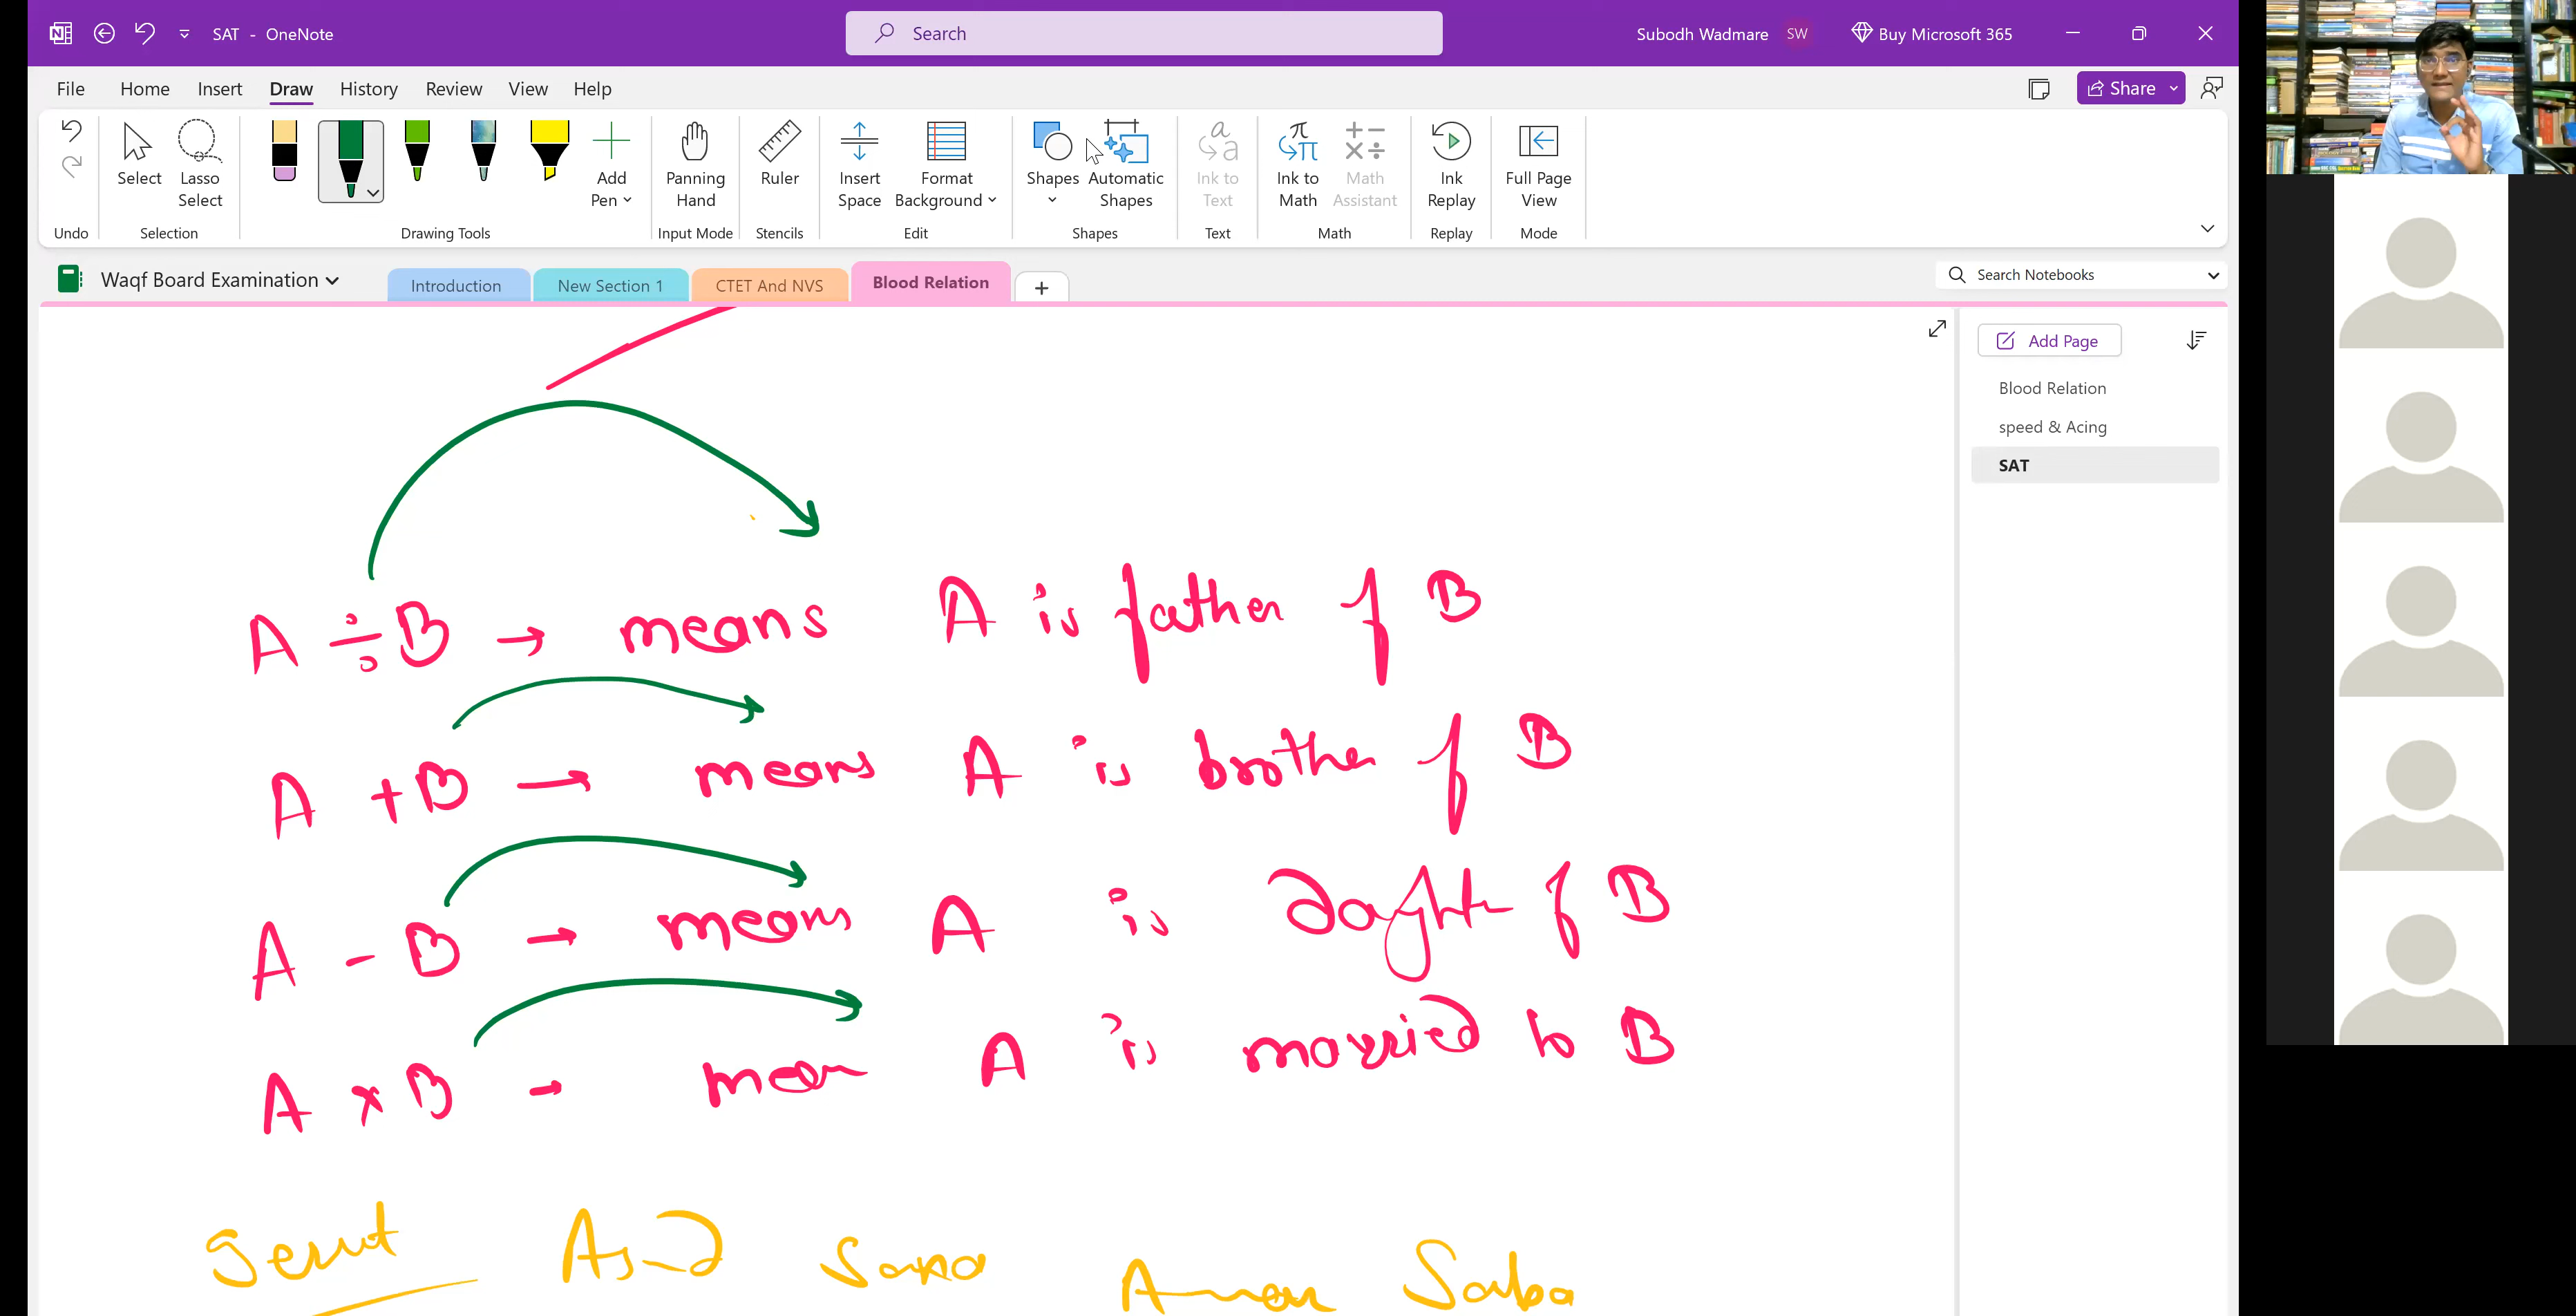 SAT - OneNote
Search
Subodh Wadmare SW
Buy Microsoft 365
File Home Insert Draw History Review View Help
Share
Select
Lasso Select
Add Pen
Panning Hand
Ruler
Insert Space
Format Background
Shapes
Automatic Shapes
Ink to Text
Ink to Math
Math Assistant
Ink Replay
Full Page View
Undo Selection Drawing Tools Input Mode Stencils Edit Shapes Text Math Replay Mode
Waqf Board Examination
Introduction New Section 1 CTET And NVS Blood Relation +
Search Notebooks
Add Page
Blood Relation
speed & Acing
SAT
A ÷ B → means A is father of B
A + B → means A is brother of B
A - B → means A is of B
A × B - mean A is married to B
Sana Saba